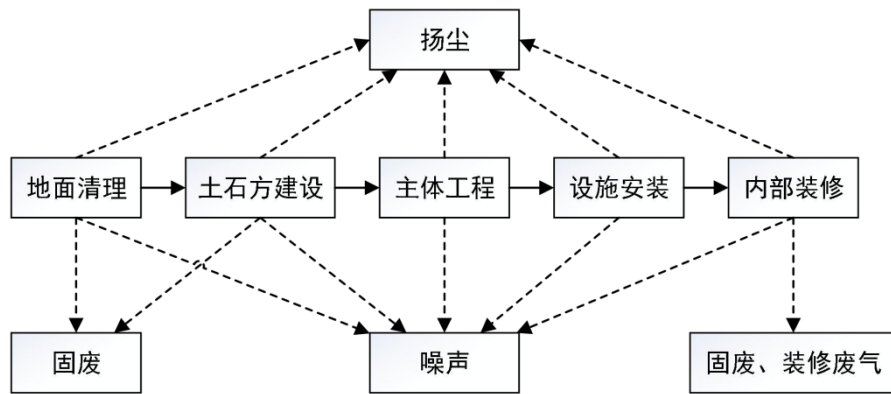 扬尘
地面清理
土石方建设
主体工程
设施安装
内部装修
固废
噪声
固废、装修废气